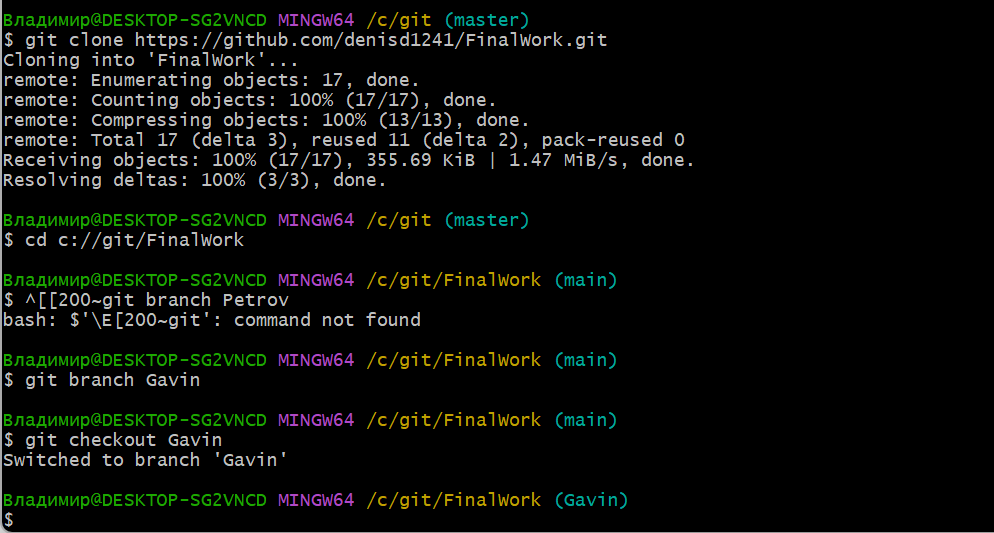 Владимир@DESKTOP-SG2VNCD MINGW64 /c/git (master)
$ git clone https://github.com/denisd1241/FinalWork.git
Cloning into 'FinalWork'...
remote: Enumerating objects: 17, done.
remote: Counting objects: 100% (17/17), done.
remote: Compressing objects: 100% (13/13), done.
remote: Total 17 (delta 3), reused 11 (delta 2), pack-reused 0
Receiving objects: 100% (17/17), 355.69 KiB | 1.47 MiB/s, done.
Resolving deltas: 100% (3/3), done.
Владимир@DESKTOP-SG2VNCD MINGW64 /c/git (master)
$ cd c://git/FinalWork
Владимир@DESKTOP-SG2VNCD MINGW64 /c/git/FinalWork (main)
$ ^[[200~git branch Petrov
bash: $'\E[200~git': command not found
Владимир@DESKTOP-SG2VNCD MINGW64 /c/git/FinalWork (main)
$ git branch Gavin
Владимир@DESKTOP-SG2VNCD MINGW64 /c/git/FinalWork (main)
$ git checkout Gavin
Switched to branch 'Gavin'
Владимир@DESKTOP-SG2VNCD MINGW64 /c/git/FinalWork (Gavin)
$